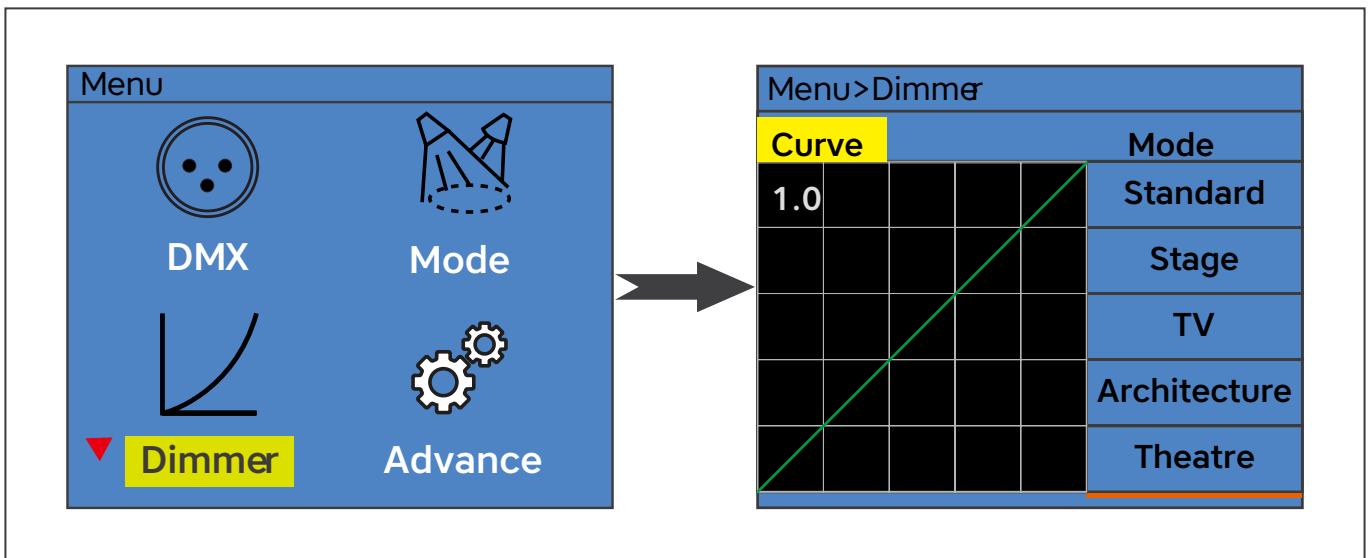 Menu
DMX
Mode
Dimmer
Advance
Menu>Dimmer
Curve
Mode
1.0
Standard
Stage
TV
Architecture
Theatre